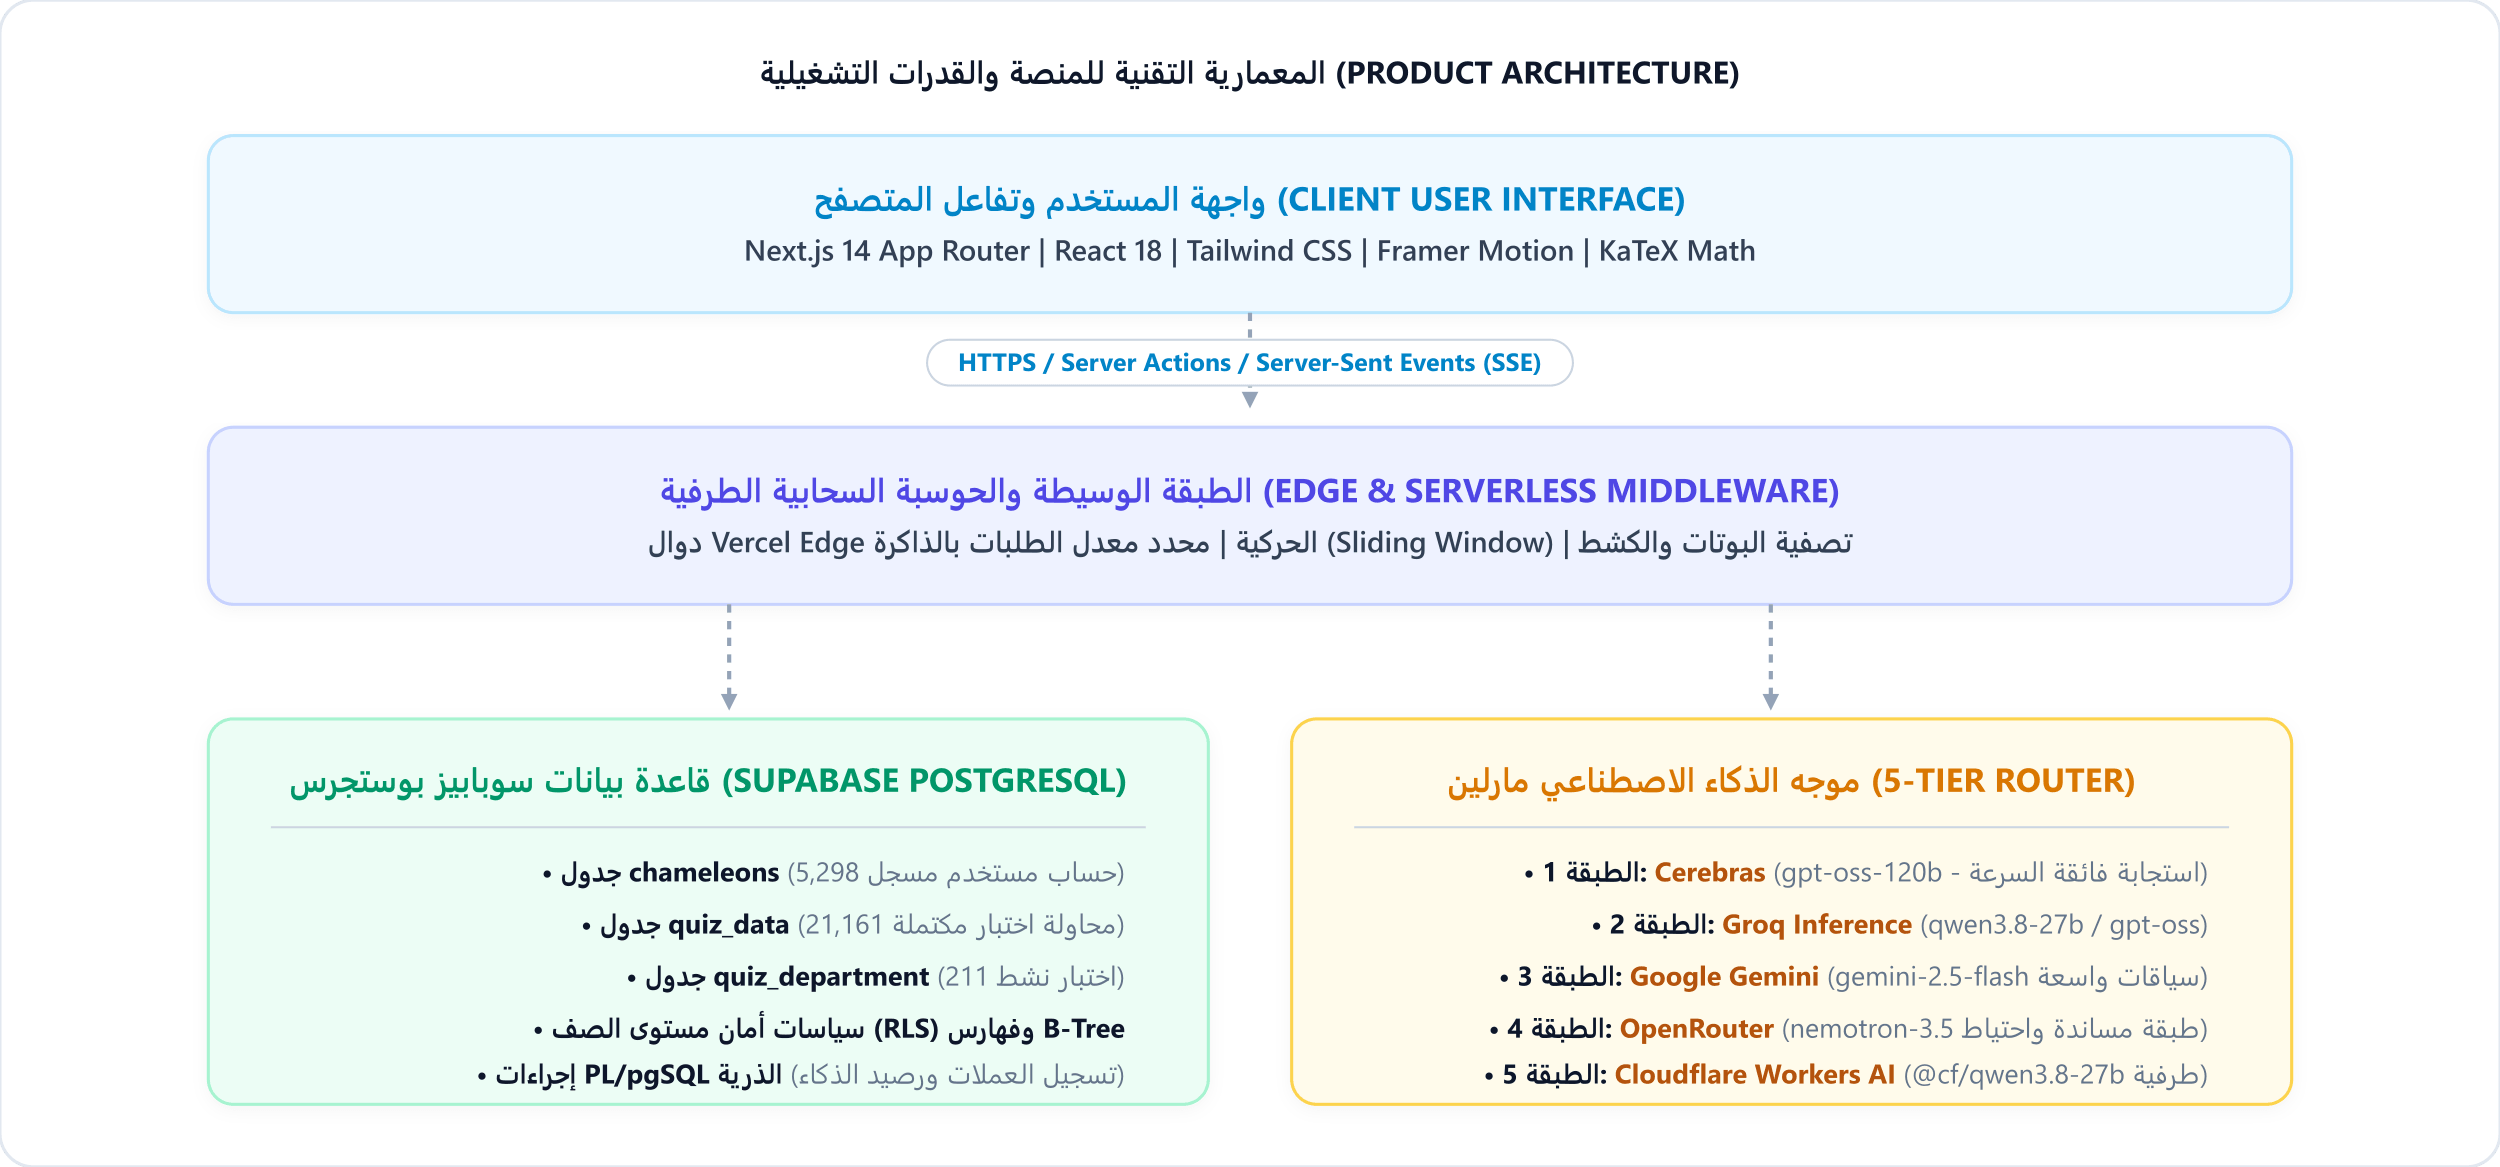 المعمارية التقنية للمنصة والقدرات التشغيلية (PRODUCT ARCHITECTURE)
واجهة المستخدم وتفاعل المتصفح (CLIENT USER INTERFACE)
Next.js 14 App Router | React 18 | Tailwind CSS | Framer Motion | KaTeX Math
HTTPS / Server Actions / Server-Sent Events (SSE)
الطبقة الوسيطة والحوسبة السحابية الطرفية (EDGE & SERVERLESS MIDDLEWARE)
دوال Vercel Edge محدد معدل الطلبات بالذاكرة | الحركية (Sliding Window) | تصفية البوتات والكشط
قاعدة بيانات سوبابيز بوستجرس (SUPABASE POSTGRESQL)
• جدول chameleons (5,298 حساب مستخدم مسجل)
• جدول quiz_data (21,161 محاولة اختبار مكتملة)
• جدول quiz_department (211 اختبار نشط)
• سياسات أمان مستوى الصف (RLS) وفهارس B-Tree
• إجراءات PL/pgSQL الذرية (تسجيل العملات ورصيد الذكاء)
موجه الذكاء الاصطناعي مارلين (5-TIER ROUTER)
• الطبقة 1: Cerebras (gpt-oss-120b - استجابة فائقة السرعة)
• الطبقة 2: Groq Inference (qwen3.8-27b / gpt-oss)
• الطبقة 3: Google Gemini (gemini-2.5-flash سياقات واسعة)
• الطبقة 4: OpenRouter (nemotron-3.5 طبقة مساندة واحتياط)
• الطبقة 5: Cloudflare Workers AI (@cf/qwen3.8-27b طرفية)